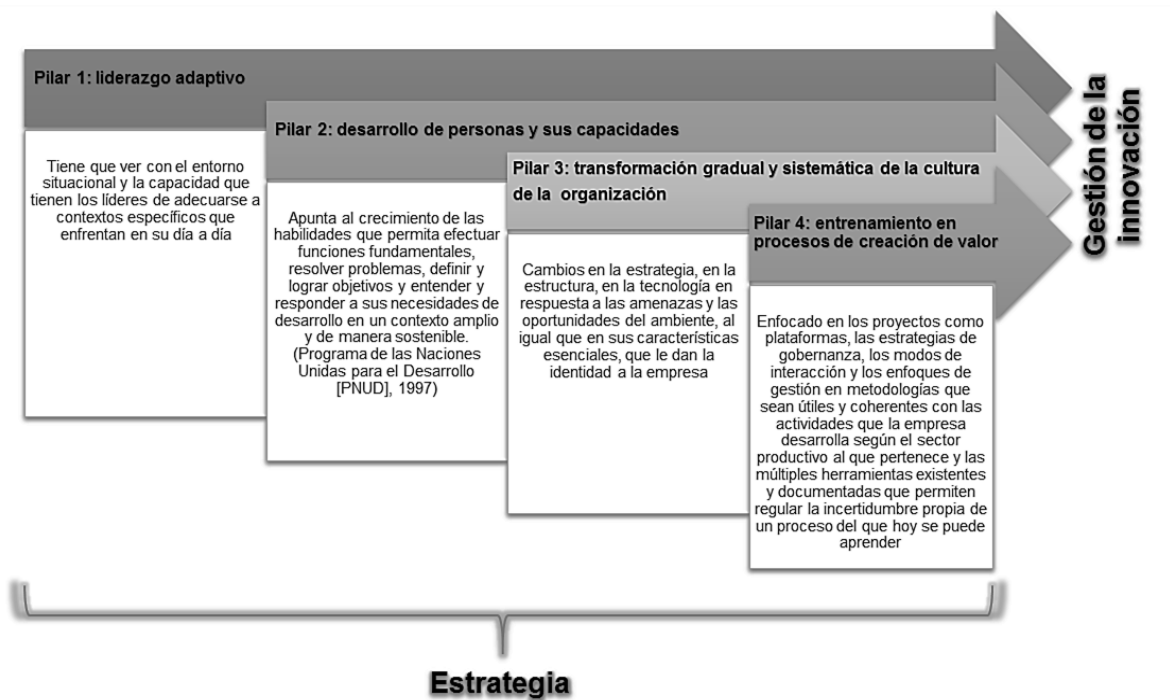 Pilar 1: liderazgo adaptivo
Tiene que ver con el entorno
situacional y la capacidad que
tienen los líderes de adecuarse a
contextos específicos que
enfrentan en su día a día
Pilar 2: desarrollo de personas y sus capacidades
Apunta al crecimiento de las
habilidades que permita efectuar
funciones fundamentales,
resolver problemas, definir y
lograr objetivos y entender y
responder a sus necesidades de
desarrollo en un contexto amplio
y de manera sostenible.
(Programa de las Naciones
Unidas para el Desarrollo
[PNUD], 1997)
Pilar 3: transformación gradual y sistemática de la cultura
de la organización
Cambios en la estrategia, en la
estructura, en la tecnología en
respuesta a las amenazas y las
oportunidades del ambiente, al
igual que en sus características
esenciales, que le dan la
identidad a la empresa
Pilar 4: entrenamiento en
procesos de creación de valor
Enfocado en los proyectos como
plataformas, las estrategias de
gobernanza, los modos de
interacción y los enfoques de
gestión en metodologías que
sean útiles y coherentes con las
actividades que la empresa
desarrolla según el sector
productivo al que pertenece y las
múltiples herramientas existentes
y documentadas que permiten
regular la incertidumbre propia de
un proceso del que hoy se puede
aprender
Gestión de la
innovación
Estrategia